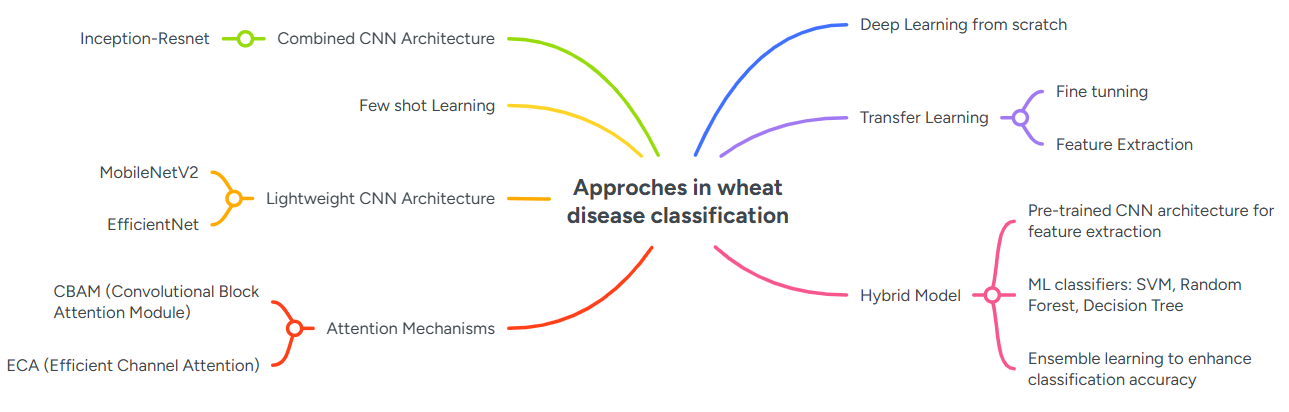 Approches in wheat
disease classification
Deep Learning from scratch
Transfer Learning
Fine tunning
Feature Extraction
Hybrid Model
Pre-trained CNN architecture for
feature extraction
ML classifiers: SVM, Random
Forest, Decision Tree
Ensemble learning to enhance
classification accuracy
Combined CNN Architecture
Inception-Resnet
Few shot Learning
Lightweight CNN Architecture
MobileNetV2
EfficientNet
Attention Mechanisms
CBAM (Convolutional Block
Attention Module)
ECA (Efficient Channel Attention)